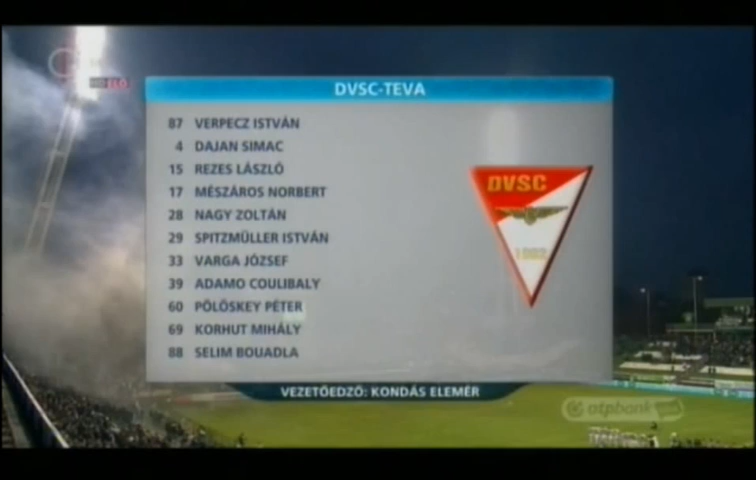 ÉLŐ
DVSC-TEVA
87 VERPECZ ISTVÁN
4 DAJAN SIMAC
15 REZES LÁSZLÓ
17 MÉSZÁROS NORBERT
28 NAGY ZOLTÁN
29 SPITZMÜLLER ISTVÁN
33 VARGA JÓZSEF
39 ADAMO COULIBALY
60 PÖLÖSKEY PÉTER
69 KORHUT MIHÁLY
88 SELIM BOUADLA
DVSC
1902
VEZETŐEDZŐ: KONDÁS ELEMÉR
otpbank